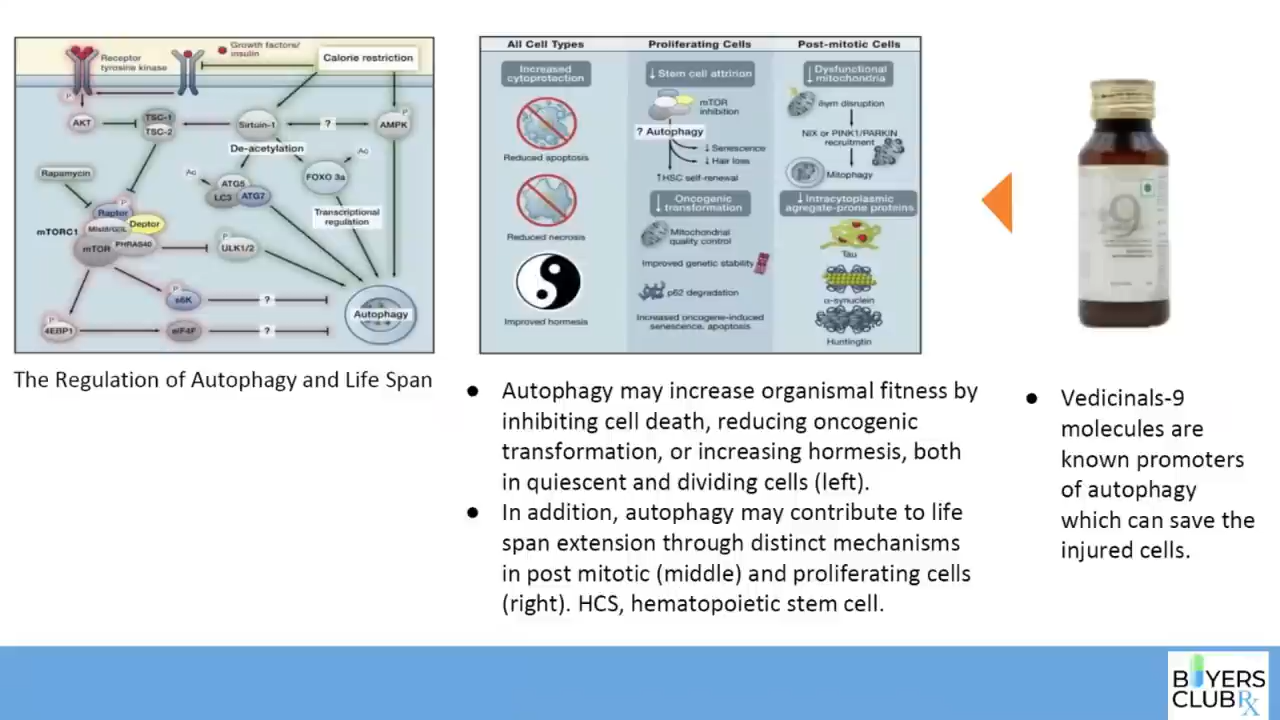 Growth factors/
insulin
Receptor
tyrosine kinase
Calorie restriction
P
P
AKT
TSC-1
TSC-2
Sirtuin-1
?
AMPK
De-acetylation
Ac
Ac
FOXO 3a
Rapamycin
ATG5
LC3
ATG7
P
Raptor
Deptor
mTORC1
mTOR
PHRAS40
Transcriptional
regulation
P
ULK1/2
P
s6K
?
Autophagy
P
4EBP1
eIF4F
?
The Regulation of Autophagy and Life Span
All Cell Types
Increased
cytoprotection
Reduced apoptosis
Reduced necrosis
Improved hormesis
Proliferating Cells
↓ Stem cell attrition
mTOR
inhibition
? Autophagy
↓ Senescence
↓ Hair loss
↑HSC self-renewal
↓ Oncogenic
transformation
Mitochondrial
quality control
Improved genetic stability
p62 degradation
Increased oncogene-induced
senescence, apoptosis
Post-mitotic Cells
↓ Dysfunctional
mitochondria
disruption
NIX or PINK1/PARKIN
recruitment
Mitophagy
↓ Intracytoplasmic
aggregate-prone proteins
Tau
α-synuclein
Huntingtin
● Autophagy may increase organismal fitness by
inhibiting cell death, reducing oncogenic
transformation, or increasing hormesis, both
in quiescent and dividing cells (left).
● In addition, autophagy may contribute to life
span extension through distinct mechanisms
in post mitotic (middle) and proliferating cells
(right). HCS, hematopoietic stem cell.
9
● Vedicinals-9
molecules are
known promoters
of autophagy
which can save the
injured cells.
BUYERS
CLUB Rx